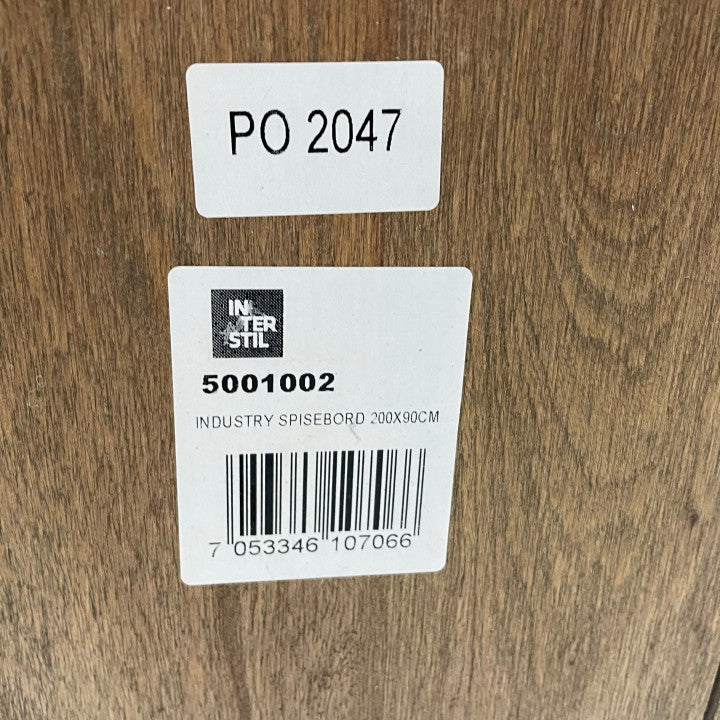 PO 2047
IN
TER
STIL
5001002
INDUSTRY SPISEBORD 200X90CM
7 053346 107066